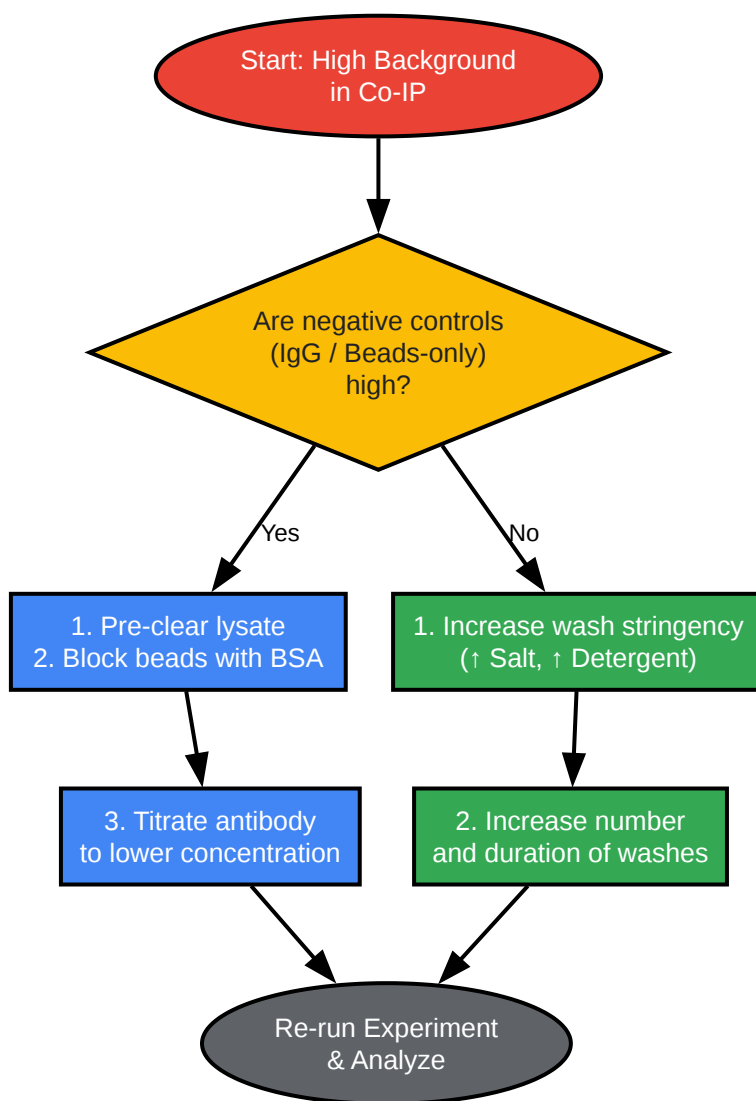 Start: High Background
in Co-IP
Are negative controls
(IgG / Beads-only)
high?
Yes
No
1. Pre-clear lysate
2. Block beads with BSA
1. Increase wash stringency
(↑ Salt, ↑ Detergent)
3. Titrate antibody
to lower concentration
2. Increase number
and duration of washes
Re-run Experiment
& Analyze